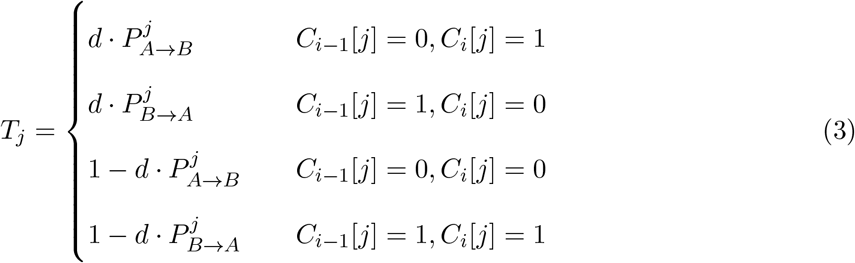 T_j = { d · P^j_{A→B}    C_{i−1}[j] = 0, C_i[j] = 1
d · P^j_{B→A}    C_{i−1}[j] = 1, C_i[j] = 0
1 − d · P^j_{A→B}    C_{i−1}[j] = 0, C_i[j] = 0
1 − d · P^j_{B→A}    C_{i−1}[j] = 1, C_i[j] = 1
(3)